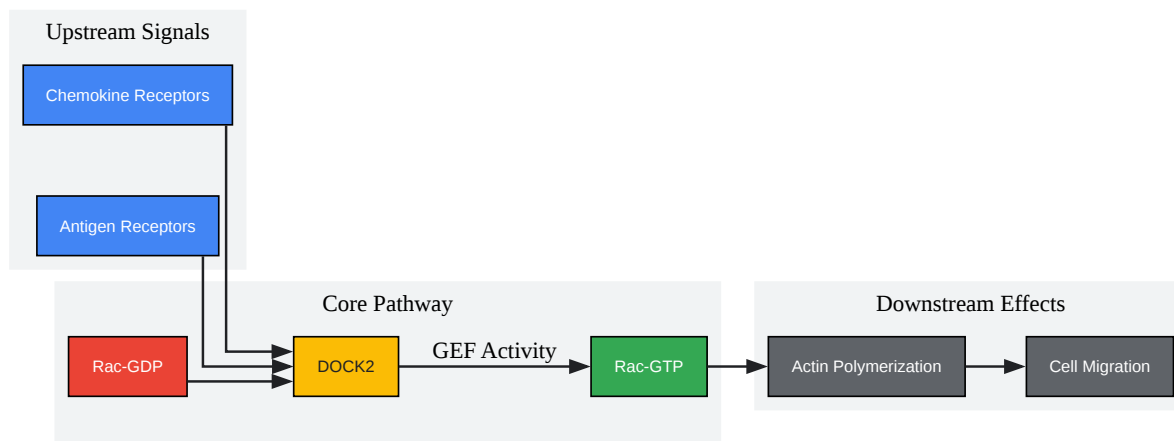 Upstream Signals
Chemokine Receptors
Antigen Receptors
Core Pathway
Rac-GDP
DOCK2
GEF Activity
Rac-GTP
Downstream Effects
Actin Polymerization
Cell Migration